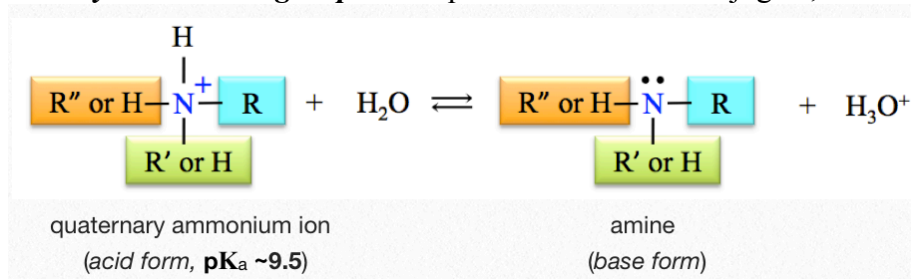 H
R″ or H–N+– R + H₂O ⇌ R″ or H–N̈– R + H₃O⁺
R′ or H R′ or H
quaternary ammonium ion amine
(acid form, pKₐ ~9.5) (base form)